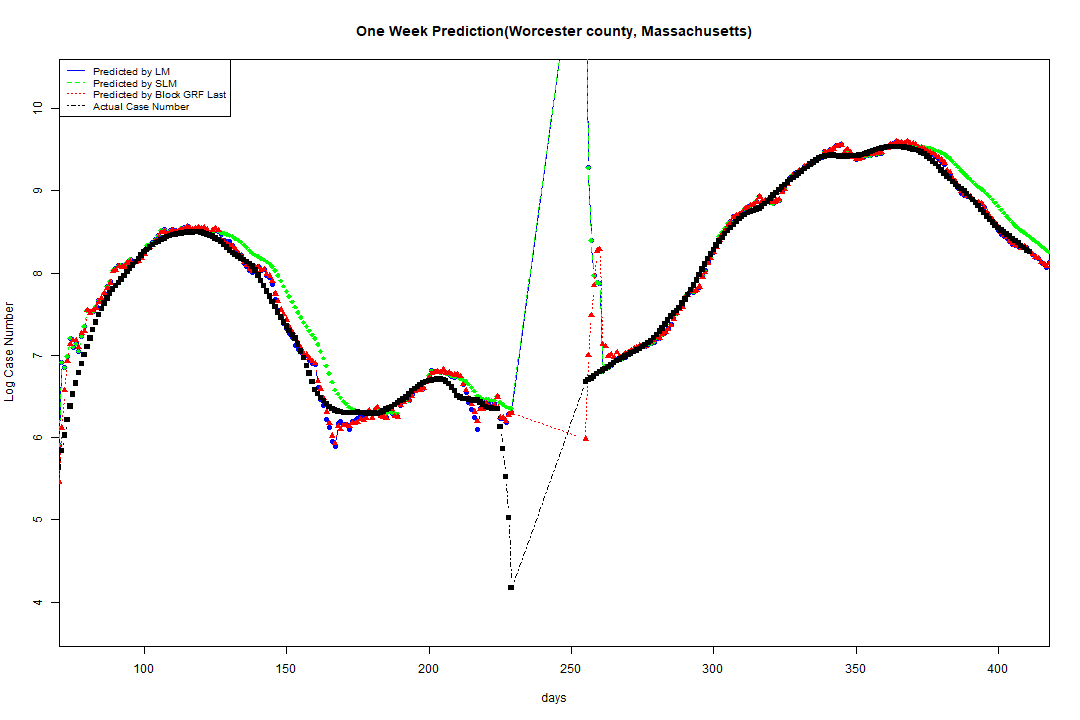 One Week Prediction(Worcester county, Massachusetts)
Predicted by LM
Predicted by SLM
Predicted by Block GRF Last
Actual Case Number
10
9
8
7
6
5
4
Log Case Number
100 150 200 250 300 350 400
days